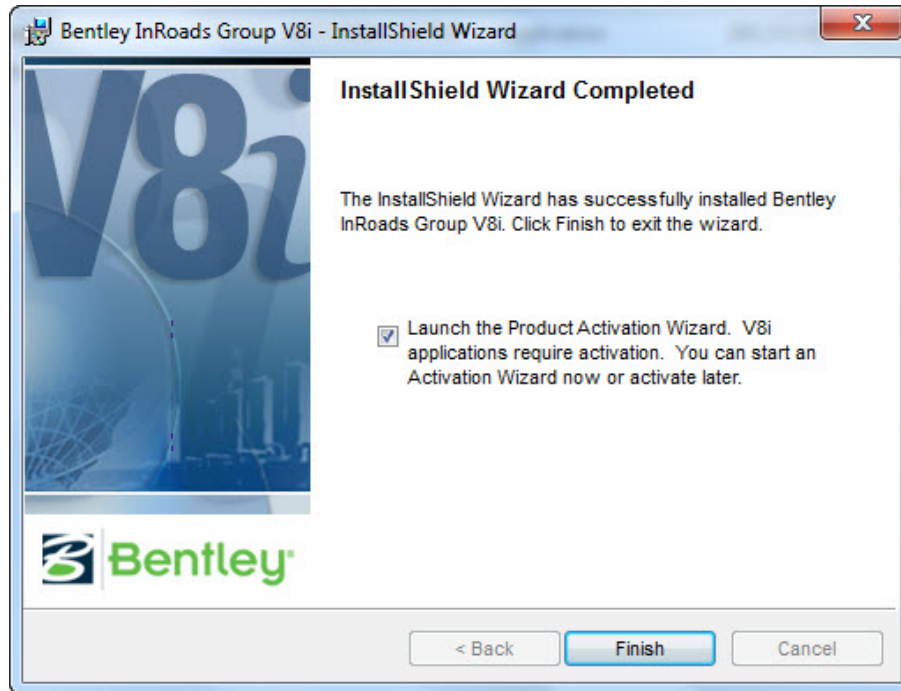 Bentley InRoads Group V8i - InstallShield Wizard
InstallShield Wizard Completed
V8i
The InstallShield Wizard has successfully installed Bentley
InRoads Group V8i. Click Finish to exit the wizard.
Launch the Product Activation Wizard.  V8i
applications require activation.  You can start an
Activation Wizard now or activate later.
Bentley®
< Back
Finish
Cancel